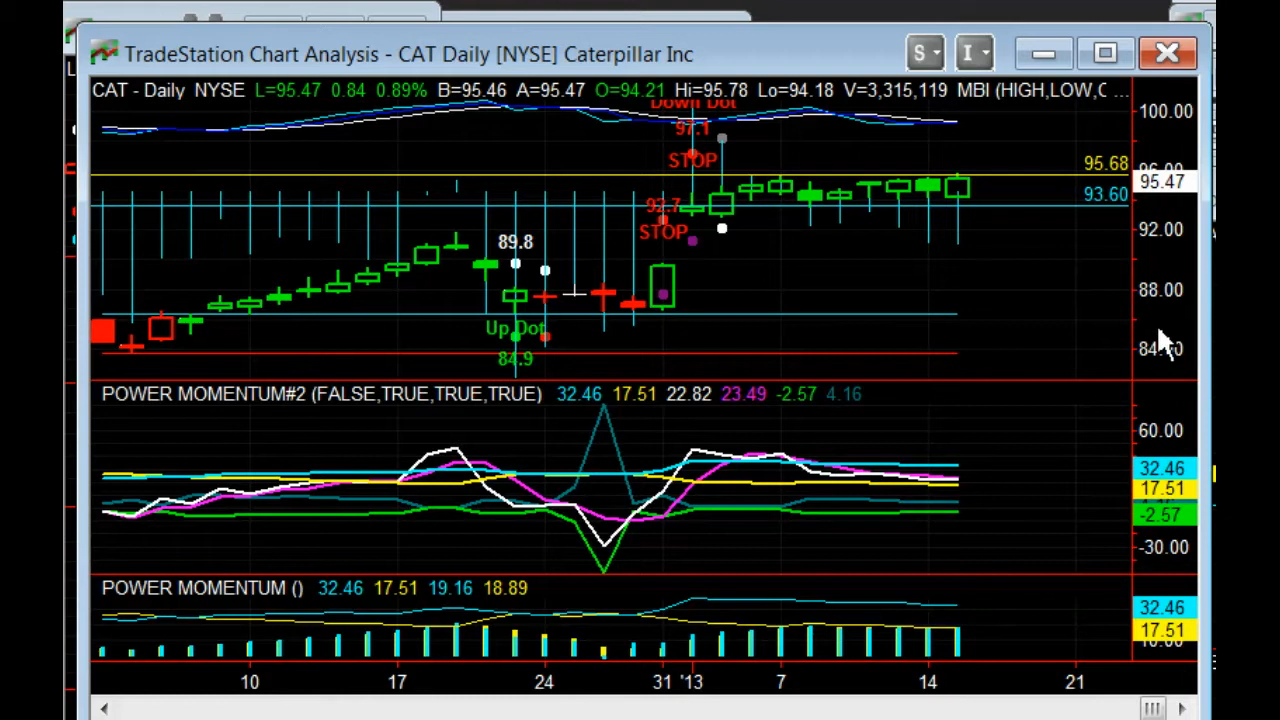 TradeStation Chart Analysis - CAT Daily [NYSE] Caterpillar Inc
S I
CAT - Daily NYSE L=95.47 0.84 0.89% B=95.46 A=95.47 O=94.21 Hi=95.78 Lo=94.18 V=3,315,119 MBI (HIGH,LOW,C ...
Down Dot
100.00
97.1
STOP
95.68
96.00
95.47
93.60
92.7
STOP
92.00
89.8
88.00
Up Dot
84.9
POWER MOMENTUM#2 (FALSE,TRUE,TRUE,TRUE) 32.46 17.51 22.82 23.49 -2.57 4.16
60.00
32.46
17.51
-2.57
-30.00
POWER MOMENTUM () 32.46 17.51 19.16 18.89
32.46
17.51
10 17 24 31 '13 7 14 21